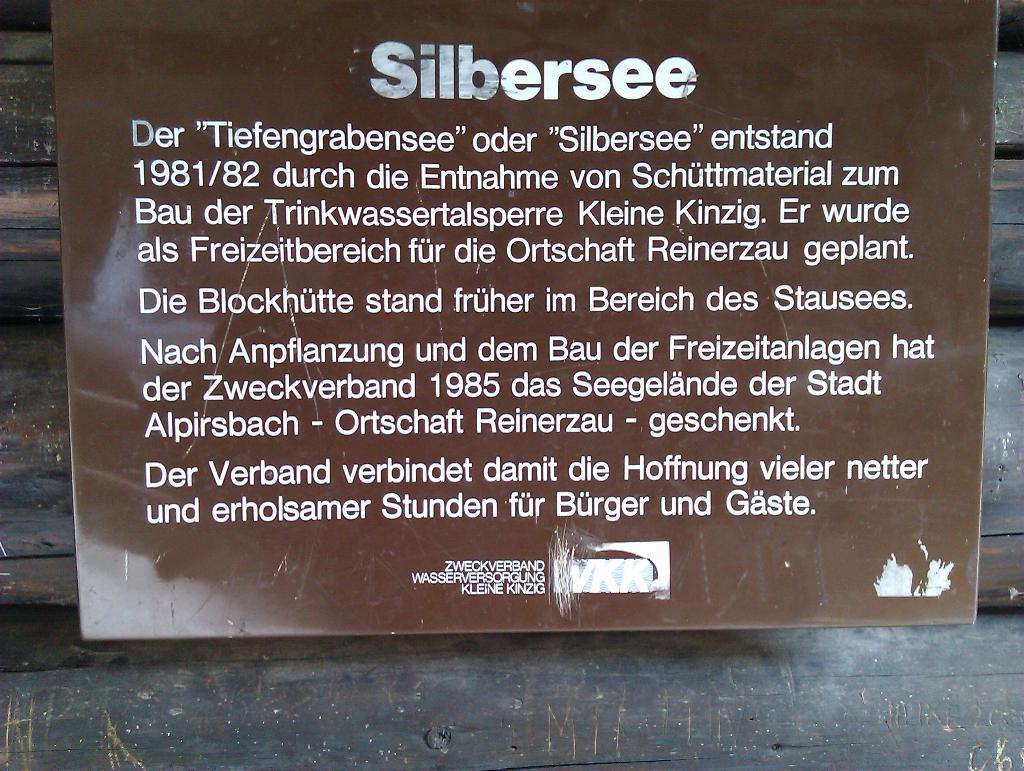 Silbersee
Der "Tiefengrabensee" oder "Silbersee" entstand
1981/82 durch die Entnahme von Schüttmaterial zum
Bau der Trinkwassertalsperre Kleine Kinzig. Er wurde
als Freizeitbereich für die Ortschaft Reinerzau geplant.
Die Blockhütte stand früher im Bereich des Stausees.
Nach Anpflanzung und dem Bau der Freizeitanlagen hat
der Zweckverband 1985 das Seegelände der Stadt
Alpirsbach - Ortschaft Reinerzau - geschenkt.
Der Verband verbindet damit die Hoffnung vieler netter
und erholsamer Stunden für Bürger und Gäste.
ZWECKVERBAND
WASSERVERSORGUNG
KLEINE KINZIG